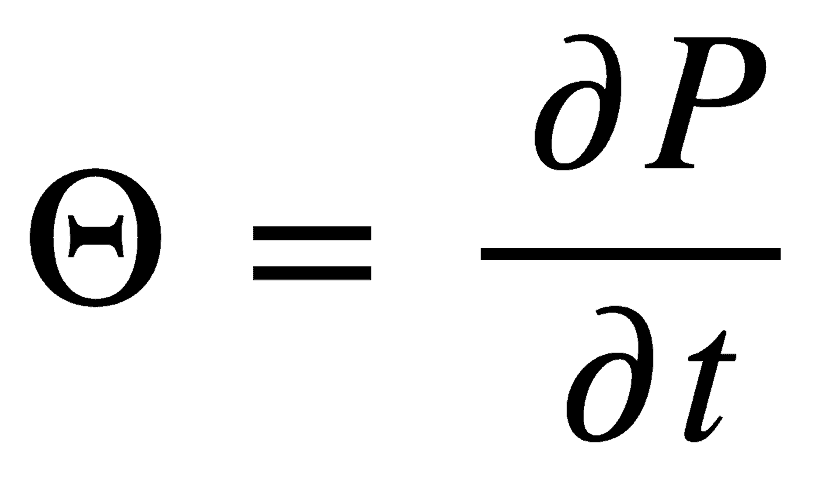 Θ = ∂P/∂t